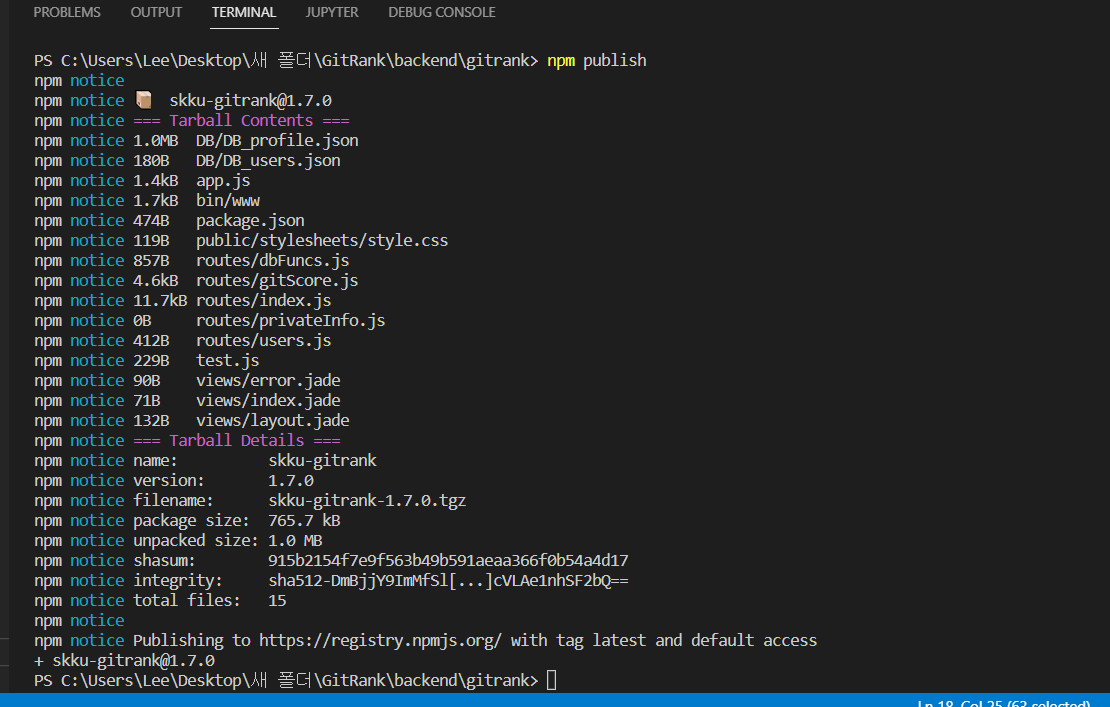 PROBLEMS OUTPUT TERMINAL JUPYTER DEBUG CONSOLE
PS C:\Users\Lee\Desktop\새 폴더\GitRank\backend\gitrank> npm publish
npm notice
npm notice 📦  skku-gitrank@1.7.0
npm notice === Tarball Contents ===
npm notice 1.0MB  DB/DB_profile.json
npm notice 180B   DB/DB_users.json
npm notice 1.4kB  app.js
npm notice 1.7kB  bin/www
npm notice 474B   package.json
npm notice 119B   public/stylesheets/style.css
npm notice 857B   routes/dbFuncs.js
npm notice 4.6kB  routes/gitScore.js
npm notice 11.7kB routes/index.js
npm notice 0B     routes/privateInfo.js
npm notice 412B   routes/users.js
npm notice 229B   test.js
npm notice 90B    views/error.jade
npm notice 71B    views/index.jade
npm notice 132B   views/layout.jade
npm notice === Tarball Details ===
npm notice name:          skku-gitrank
npm notice version:       1.7.0
npm notice filename:      skku-gitrank-1.7.0.tgz
npm notice package size:  765.7 kB
npm notice unpacked size: 1.0 MB
npm notice shasum:        915b2154f7e9f563b49b591aeaa366f0b54a4d17
npm notice integrity:     sha512-DmBjjY9ImMfSl[...]cVLAe1nhSF2bQ==
npm notice total files:   15
npm notice
npm notice Publishing to https://registry.npmjs.org/ with tag latest and default access
+ skku-gitrank@1.7.0
PS C:\Users\Lee\Desktop\새 폴더\GitRank\backend\gitrank>
Ln 18, Col 25 (63 selected)